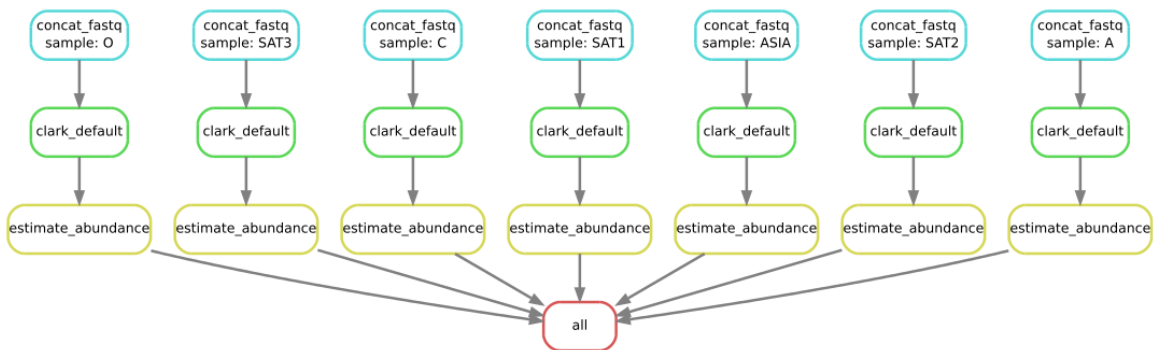 concat_fastq
sample: O
concat_fastq
sample: SAT3
concat_fastq
sample: C
concat_fastq
sample: SAT1
concat_fastq
sample: ASIA
concat_fastq
sample: SAT2
concat_fastq
sample: A
clark_default
clark_default
clark_default
clark_default
clark_default
clark_default
clark_default
estimate_abundance
estimate_abundance
estimate_abundance
estimate_abundance
estimate_abundance
estimate_abundance
estimate_abundance
all